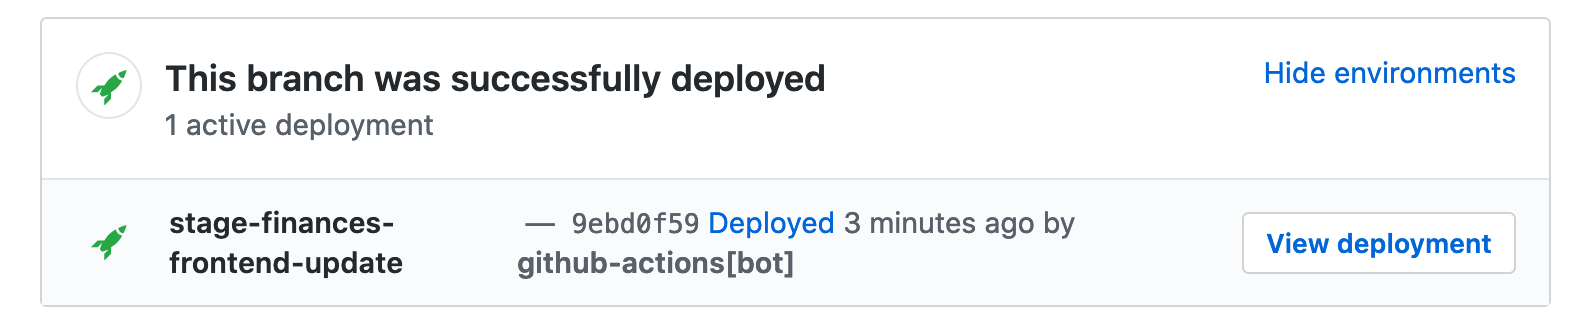 This branch was successfully deployed
Hide environments
1 active deployment
stage-finances-
frontend-update
— 9ebd0f59 Deployed 3 minutes ago by
github-actions[bot]
View deployment